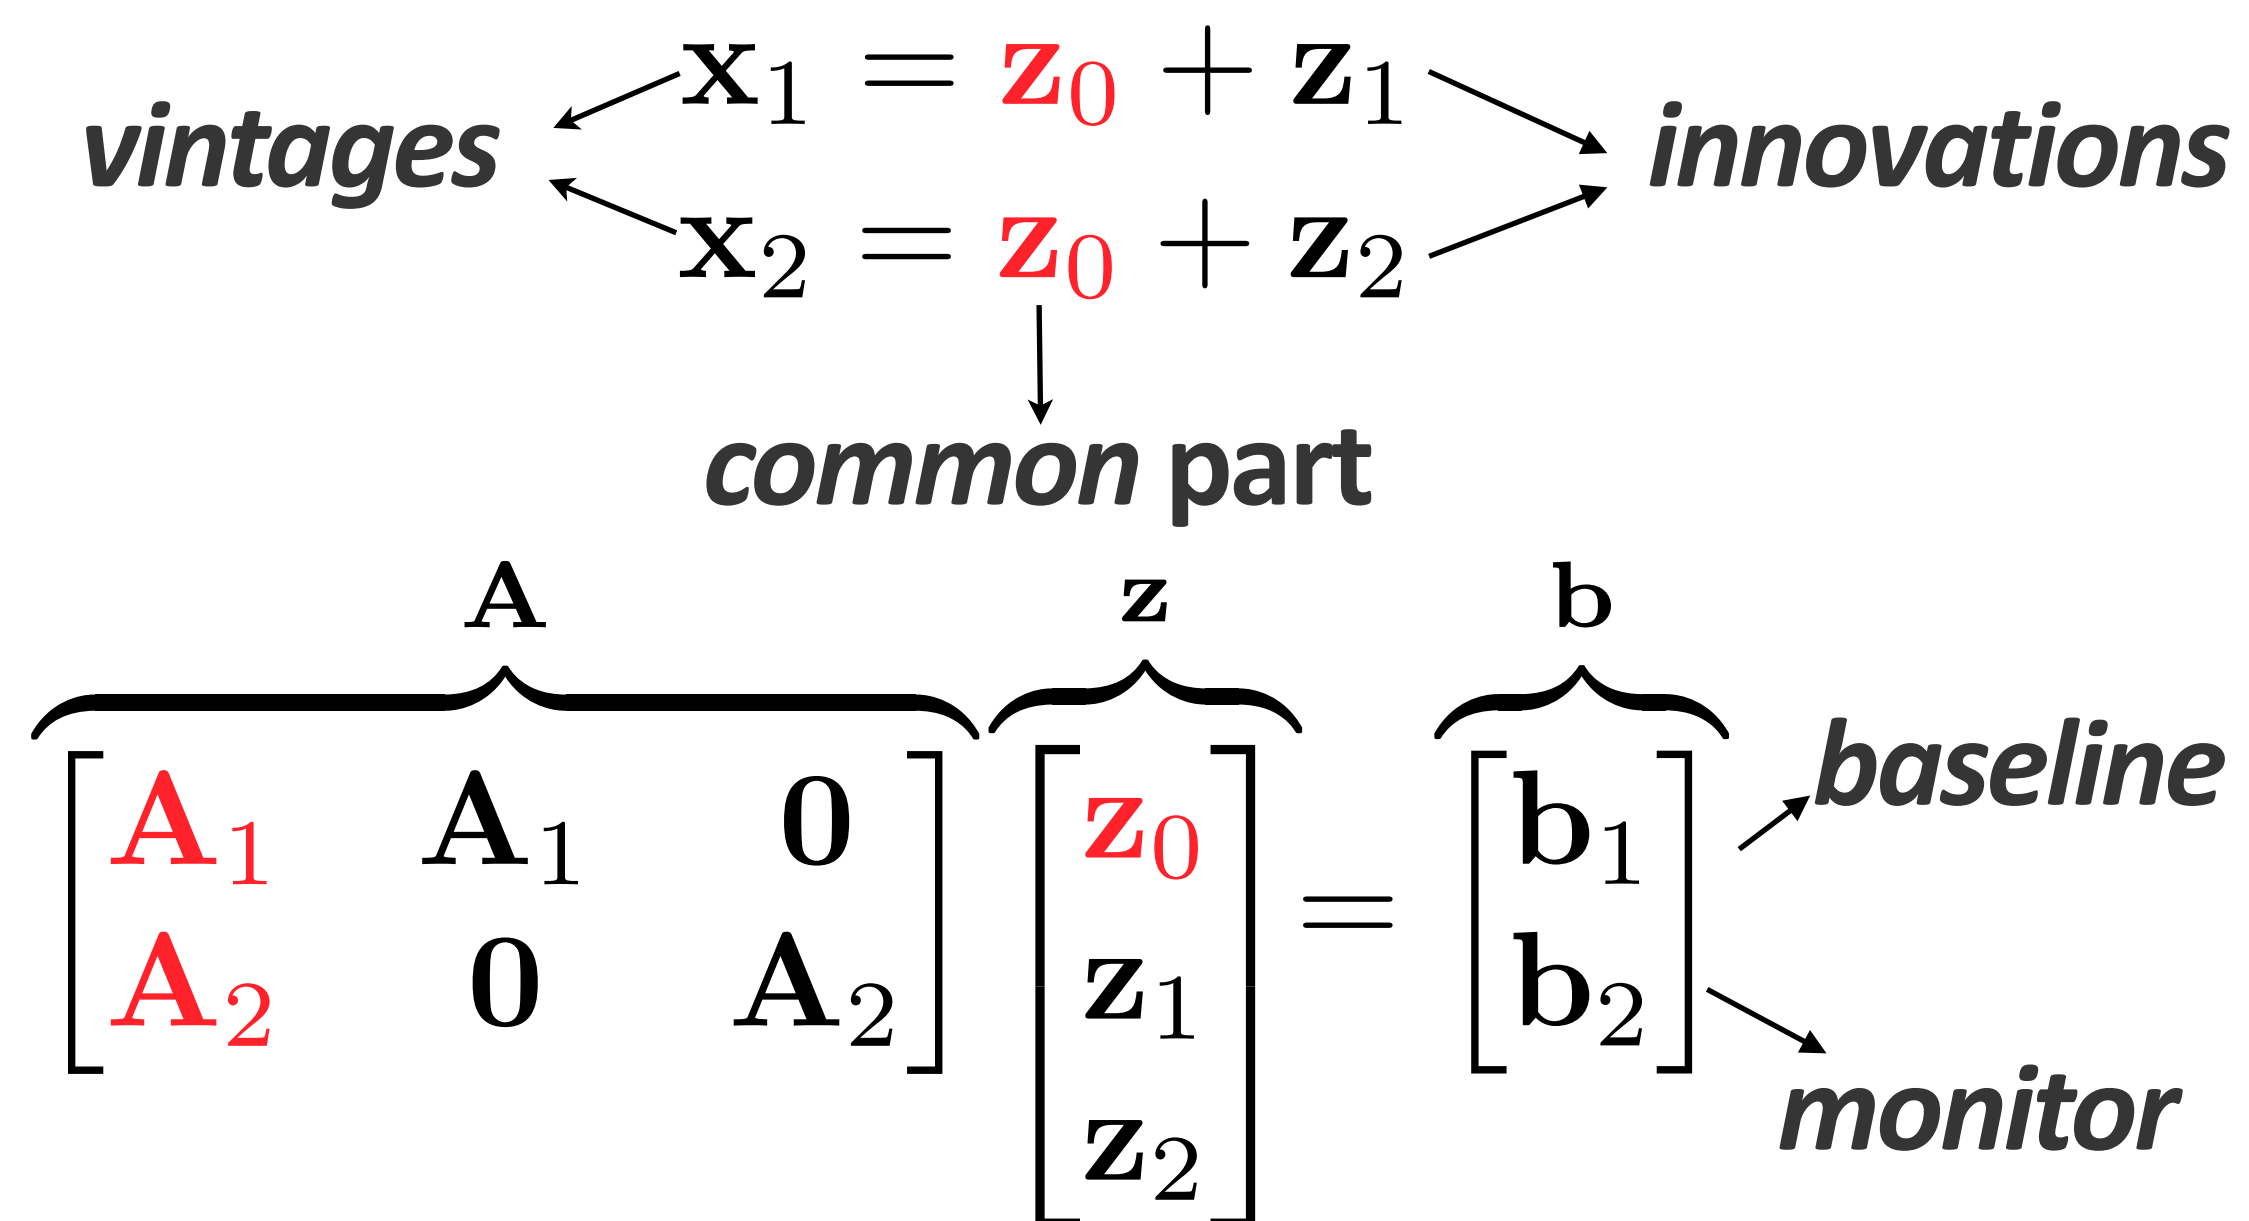 x₁ = z₀ + z₁
vintages
innovations
x₂ = z₀ + z₂
common part
A z b
baseline
[A₁ A₁ 0
A₂ 0 A₂] [z₀
z₁
z₂] = [b₁
b₂]
monitor